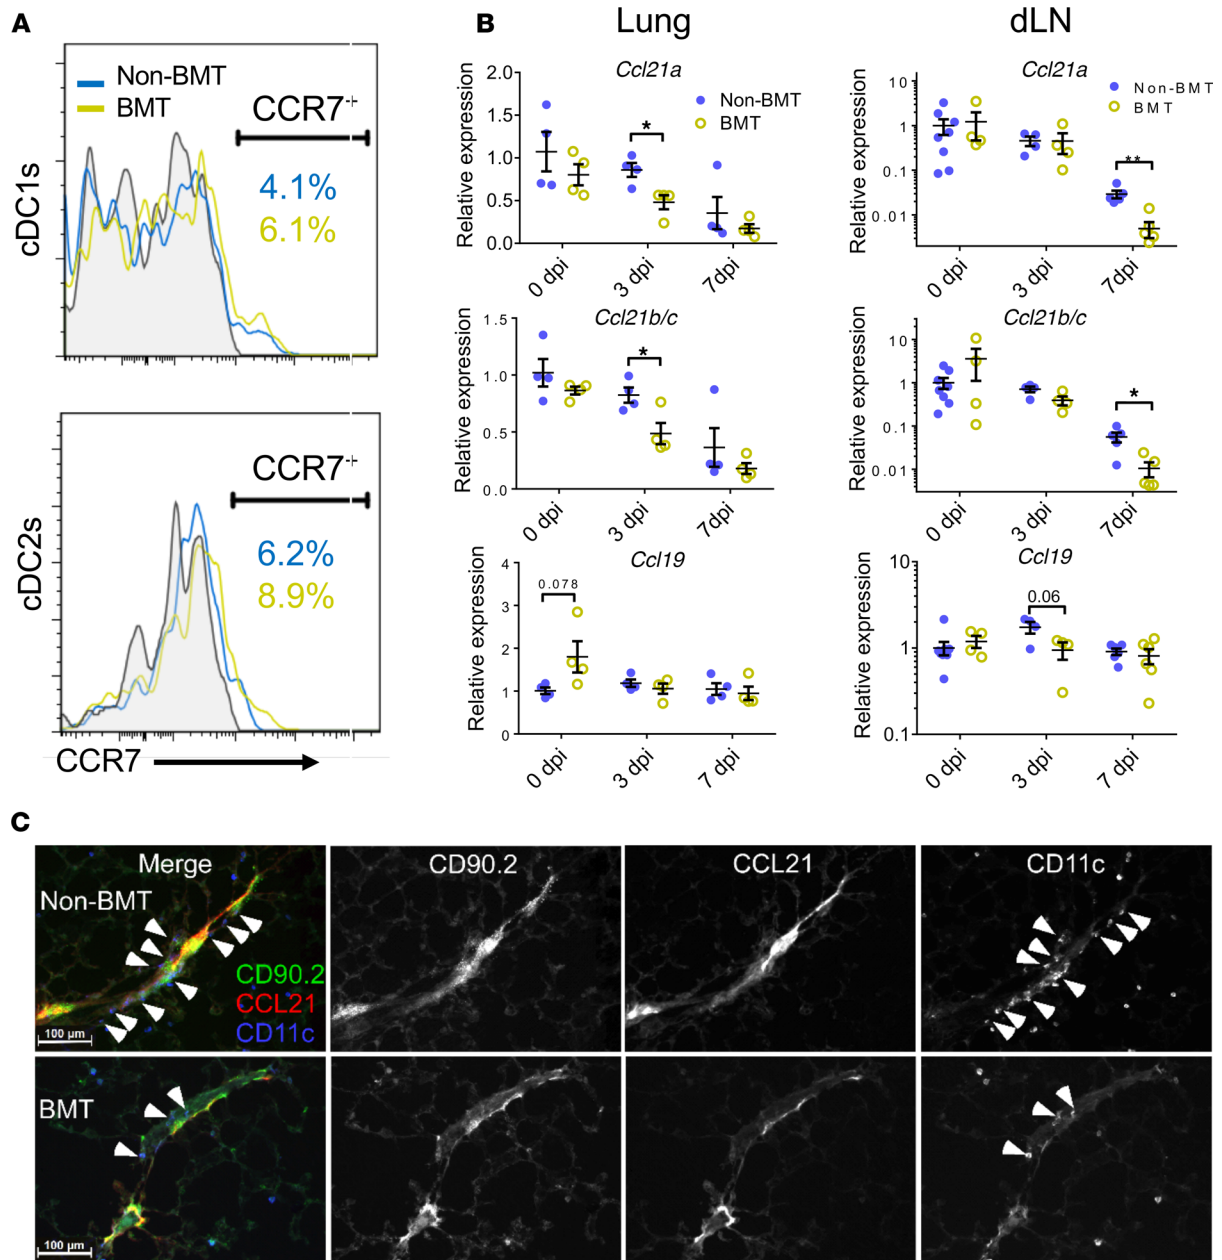 A
Non-BMT
BMT
CCR7+
4.1%
6.1%
cDC1s
CCR7+
6.2%
8.9%
cDC2s
CCR7
B
Lung
dLN
Ccl21a
Relative expression
2.0
1.5
1.0
0.5
0.0
*
Non-BMT
BMT
0 dpi
3 dpi
7dpi
Ccl21a
Relative expression
10
1
0.1
0.01
**
Non-BMT
BMT
0 dpi
3 dpi
7dpi
Ccl21b/c
Relative expression
1.5
1.0
0.5
0.0
*
0 dpi
3 dpi
7dpi
Ccl21b/c
Relative expression
10
1
0.1
0.01
*
0 dpi
3 dpi
7dpi
Ccl19
Relative expression
4
3
2
1
0
0.078
0 dpi
3 dpi
7 dpi
Ccl19
Relative expression
10
1
0.1
0.06
0 dpi
3 dpi
7 dpi
C
Merge
CD90.2
CCL21
CD11c
Non-BMT
CD90.2
CCL21
CD11c
100 µm
BMT
100 µm